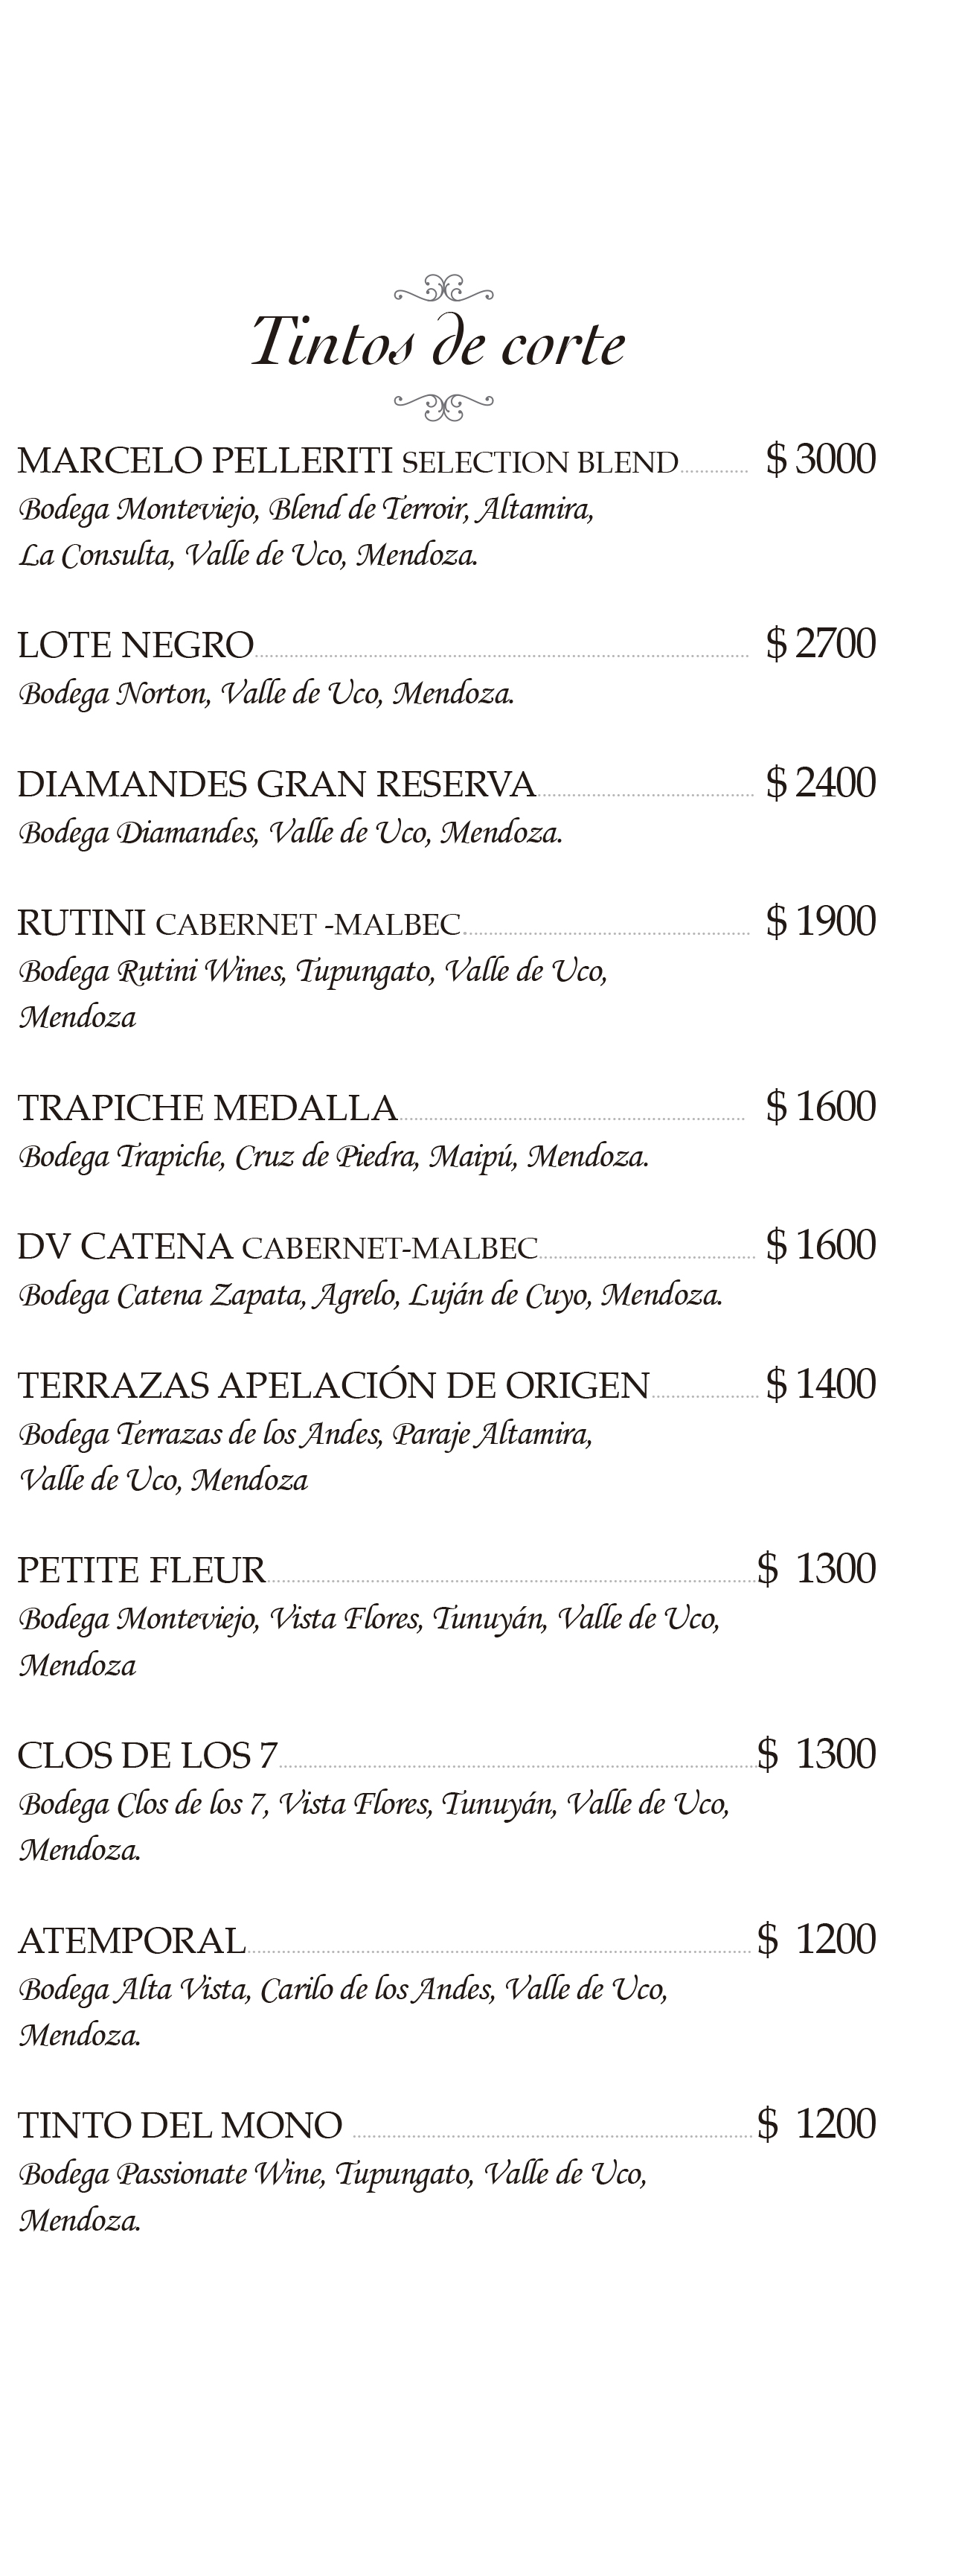 Tintos de corte
MARCELO PELLERITI SELECTION BLEND $ 3000
Bodega Monteviejo, Blend de Terroir, Altamira,
La Consulta, Valle de Uco, Mendoza.
LOTE NEGRO $ 2700
Bodega Norton, Valle de Uco, Mendoza.
DIAMANDES GRAN RESERVA $ 2400
Bodega Diamandes, Valle de Uco, Mendoza.
RUTINI CABERNET -MALBEC $ 1900
Bodega Rutini Wines, Tupungato, Valle de Uco,
Mendoza
TRAPICHE MEDALLA $ 1600
Bodega Trapiche, Cruz de Piedra, Maipú, Mendoza.
DV CATENA CABERNET-MALBEC $ 1600
Bodega Catena Zapata, Agrelo, Luján de Cuyo, Mendoza.
TERRAZAS APELACIÓN DE ORIGEN $ 1400
Bodega Terrazas de los Andes, Paraje Altamira,
Valle de Uco, Mendoza
PETITE FLEUR $ 1300
Bodega Monteviejo, Vista Flores, Tunuyán, Valle de Uco,
Mendoza
CLOS DE LOS 7 $ 1300
Bodega Clos de los 7, Vista Flores, Tunuyán, Valle de Uco,
Mendoza.
ATEMPORAL $ 1200
Bodega Alta Vista, Carilo de los Andes, Valle de Uco,
Mendoza.
TINTO DEL MONO $ 1200
Bodega Passionate Wine, Tupungato, Valle de Uco,
Mendoza.